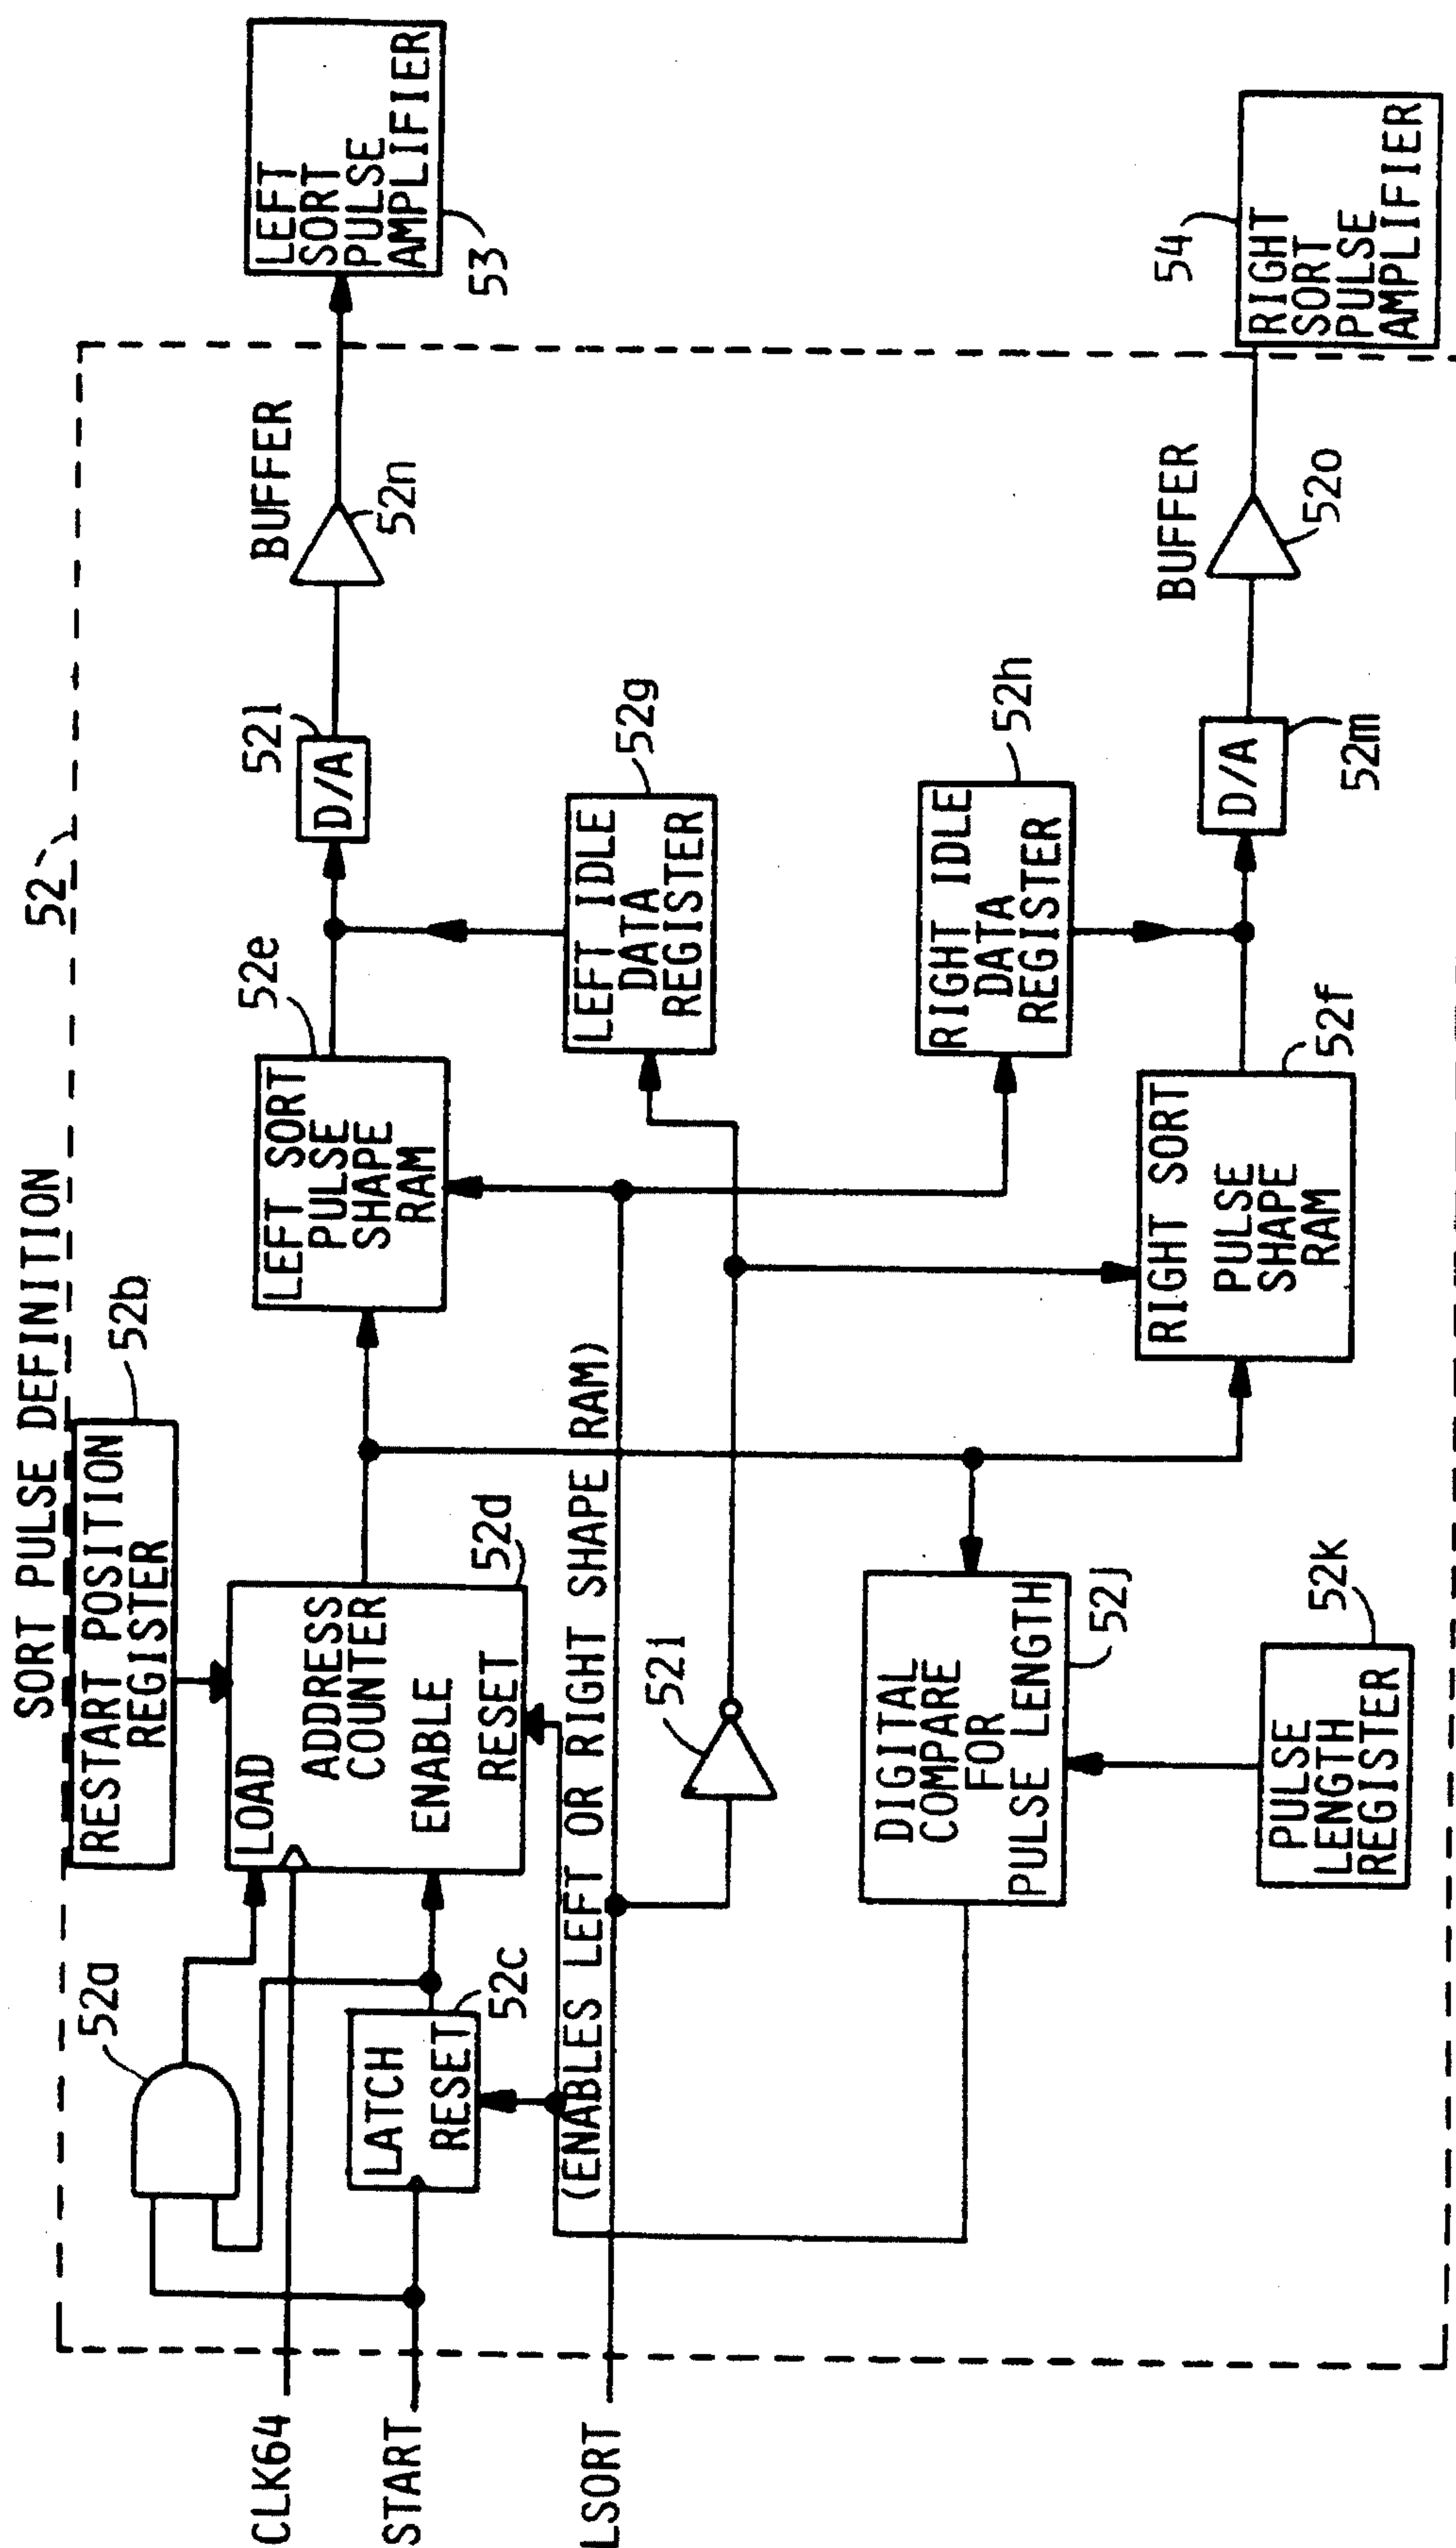 SORT PULSE DEFINITION
52
RESTART POSITION
REGISTER
52b
52a
LOAD
ADDRESS
COUNTER
ENABLE
RESET
52d
LATCH
RESET
52c
CLK64
START
LSORT
(ENABLES LEFT OR RIGHT SHAPE RAM)
52i
LEFT SORT
PULSE
SHAPE
RAM
52e
D/A
52l
BUFFER
52n
LEFT
SORT
PULSE
AMPLIFIER
53
LEFT IDLE
DATA
REGISTER
52g
RIGHT IDLE
DATA
REGISTER
52h
DIGITAL
COMPARE
FOR
PULSE LENGTH
52j
PULSE
LENGTH
REGISTER
52k
RIGHT SORT
PULSE
SHAPE
RAM
52f
D/A
52m
BUFFER
52o
RIGHT
SORT
PULSE
AMPLIFIER
54